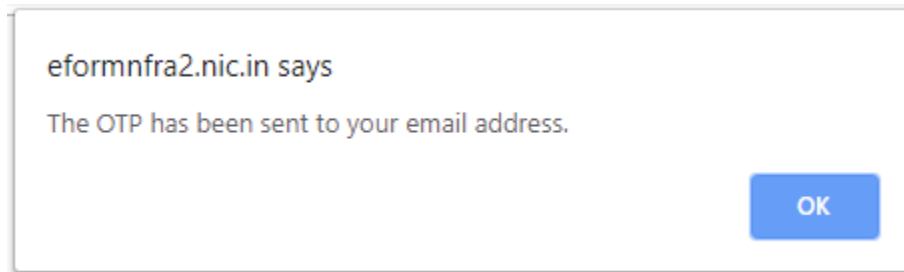 eformnfra2.nic.in says
The OTP has been sent to your email address.
OK